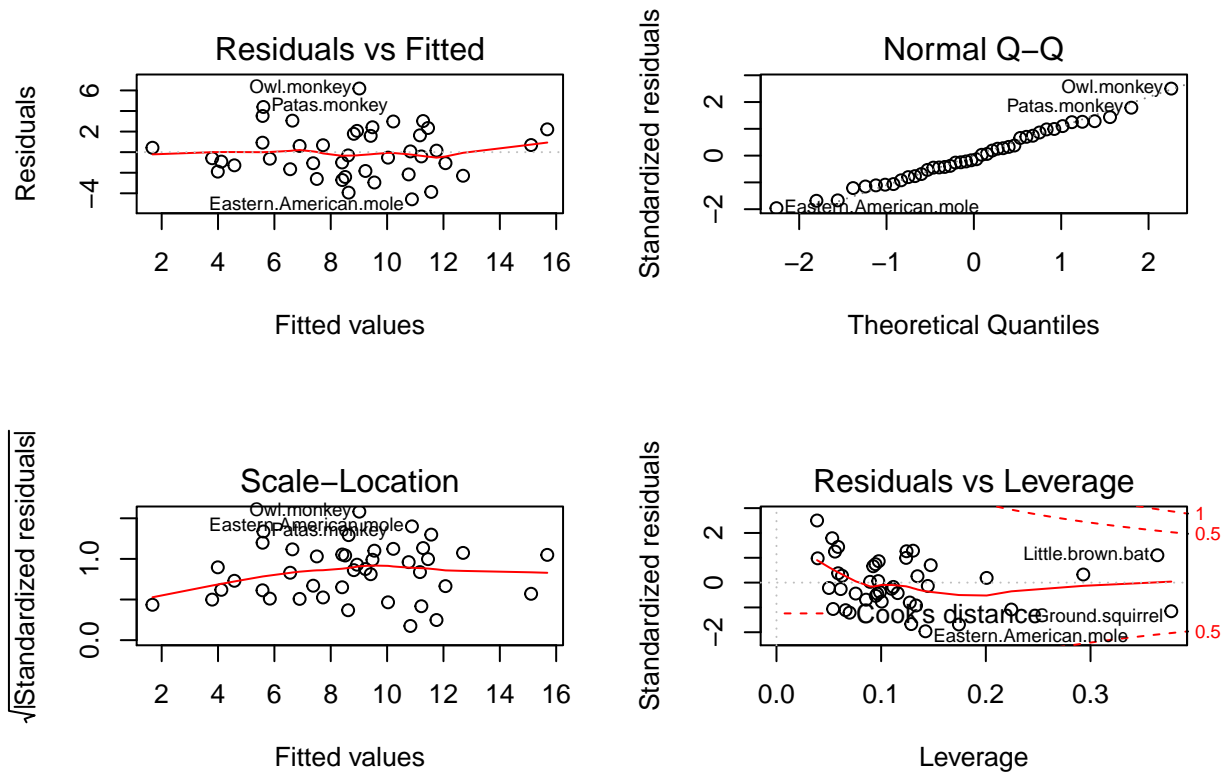 Residuals vs Fitted
Residuals
6
2
−4
Owl.monkey
Patas.monkey
Eastern.American.mole
2 4 6 8 10 12 14 16
Fitted values
Normal Q−Q
Standardized residuals
2
0
−2
Owl.monkey
Patas.monkey
Eastern.American.mole
−2 −1 0 1 2
Theoretical Quantiles
Scale−Location
√|Standardized residuals|
1.0
0.0
Owl.monkey
Eastern.American.mole
Patas.monkey
2 4 6 8 10 12 14 16
Fitted values
Residuals vs Leverage
Standardized residuals
2
0
−2
1
0.5
Little.brown.bat
Cook's distance
Ground.squirrel
Eastern.American.mole
0.5
0.0 0.1 0.2 0.3
Leverage